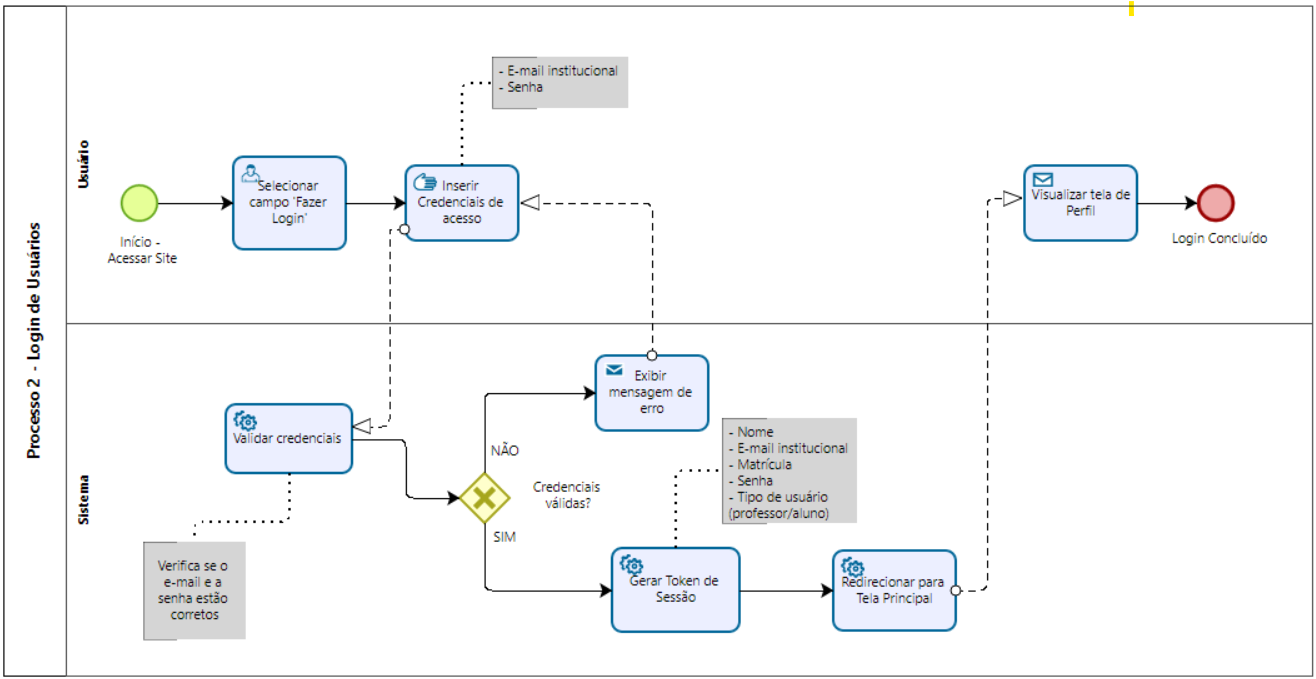 Processo 2 - Login de Usuários
Usuário
- E-mail institucional
- Senha
Início -
Acessar Site
Selecionar
campo 'Fazer
Login'
Inserir
Credenciais de
acesso
Visualizar tela de
Perfil
Login Concluído
Sistema
Validar credenciais
Verifica se o
e-mail e a
senha estão
corretos
NÃO
Credenciais
válidas?
SIM
Exibir
mensagem de
erro
- Nome
- E-mail institucional
- Matrícula
- Senha
- Tipo de usuário
(professor/aluno)
Gerar Token de
Sessão
Redirecionar para
Tela Principal